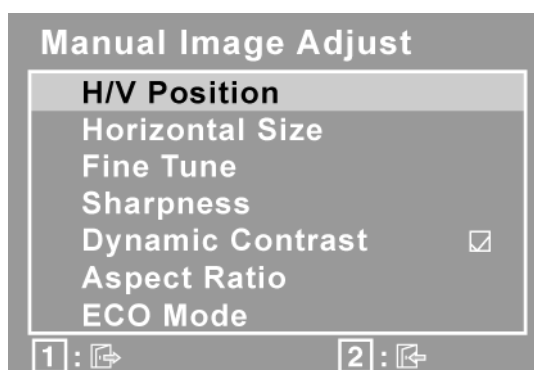 Manual Image Adjust
H/V Position
Horizontal Size
Fine Tune
Sharpness
Dynamic Contrast
Aspect Ratio
ECO Mode
1 : 2 :